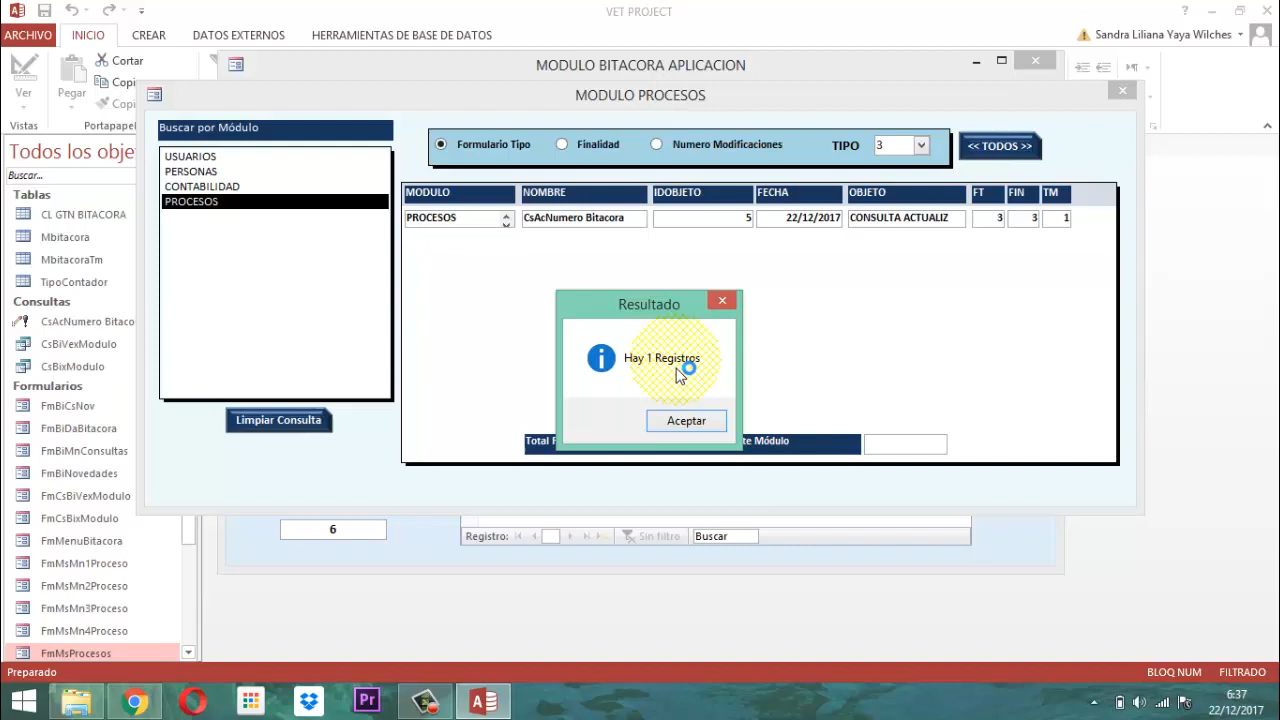 VET PROJECT
ARCHIVO INICIO CREAR DATOS EXTERNOS HERRAMIENTAS DE BASE DE DATOS Sandra Liliana Yaya Wilches
Ver
Pegar
Cortar
Vistas
Portapapel
MODULO BITACORA APLICACION
MODULO PROCESOS
Todos los obje
Buscar...
Tablas
CL GTN BITACORA
Mbitacora
MbitacoraTm
TipoContador
Consultas
CsAcNumero Bitaco
CsBiVexModulo
CsBixModulo
Formularios
FmBiCsNov
FmBiDaBitacora
FmBiMnConsultas
FmBiNovedades
FmCsBiVexModulo
FmCsBixModulo
FmMenuBitacora
FmMsMn1Proceso
FmMsMn2Proceso
FmMsMn3Proceso
FmMsMn4Proceso
FmMsProcesos
Buscar por Módulo
USUARIOS
PERSONAS
CONTABILIDAD
PROCESOS
Limpiar Consulta
Formulario Tipo Finalidad Numero Modificaciones TIPO 3
<< TODOS >>
MODULO NOMBRE IDOBJETO FECHA OBJETO FT FIN TM
PROCESOS CsAcNumero Bitacora 5 22/12/2017 CONSULTA ACTUALIZ 3 3 1
Resultado
Hay 1 Registros
Aceptar
te Módulo
6
Registro: Sin filtro Buscar
Preparado BLOQ NUM FILTRADO
Pr
6:37
22/12/2017